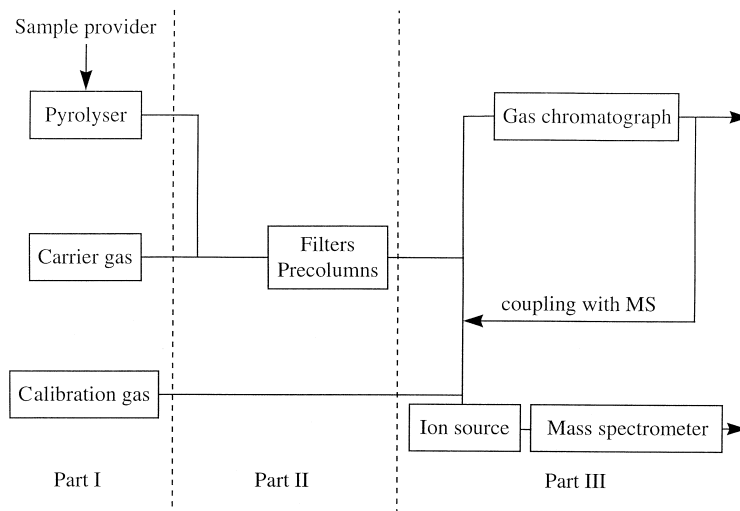 Sample provider
Pyrolyser
Gas chromatograph
Carrier gas
Filters
Precolumns
coupling with MS
Calibration gas
Ion source
Mass spectrometer
Part I
Part II
Part III